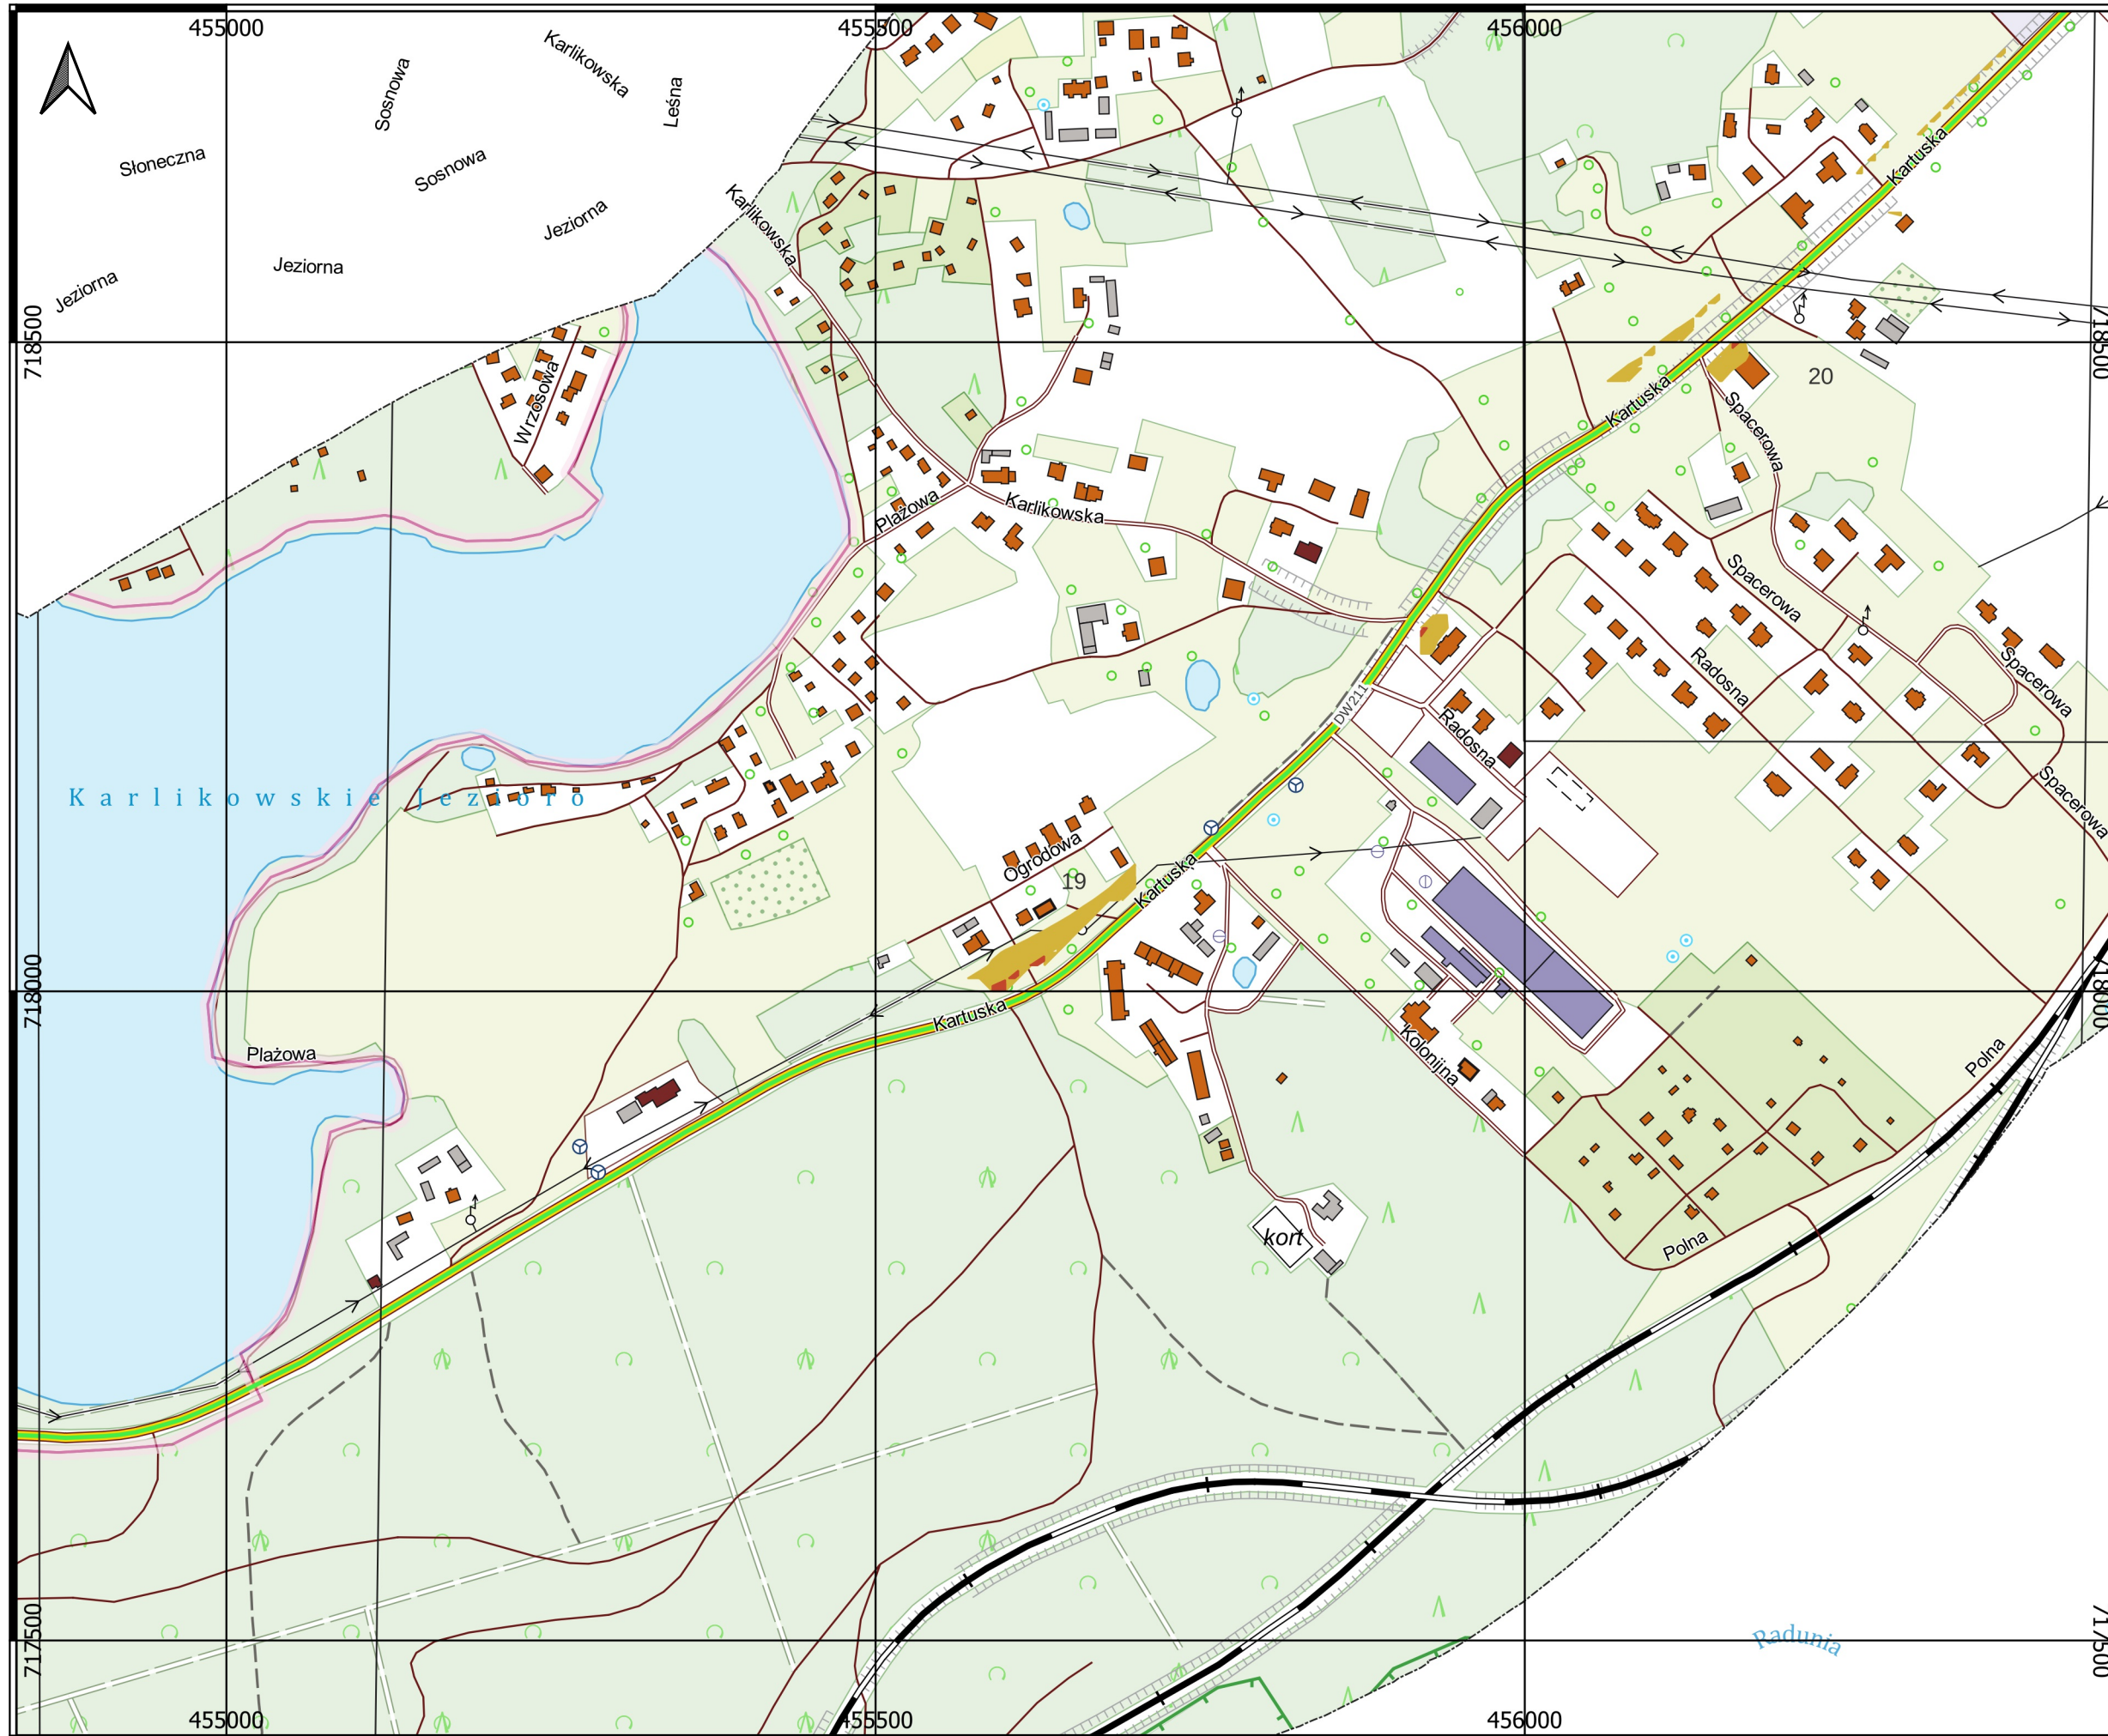 455000
455500
456000
Karlikowska
Sosnowa
Leśna
Słoneczna
Sosnowa
Kartuska
Karlikowska
Jeziorna
Jeziorna
Jeziorna
718500
718500
Wrzosowa
Kartuska
20
Spacerowa
Plażowa
Karlikowska
Spacerowa
Radosna
Spacerowa
DW211
Radosna
Karlikowskie Jezioro
Spacerowa
Ogrodowa
19
Kartuska
718000
718000
Kartuska
Plażowa
Kolonijna
Polna
kort
Polna
717500
717500
Radunia
455000
455500
456000